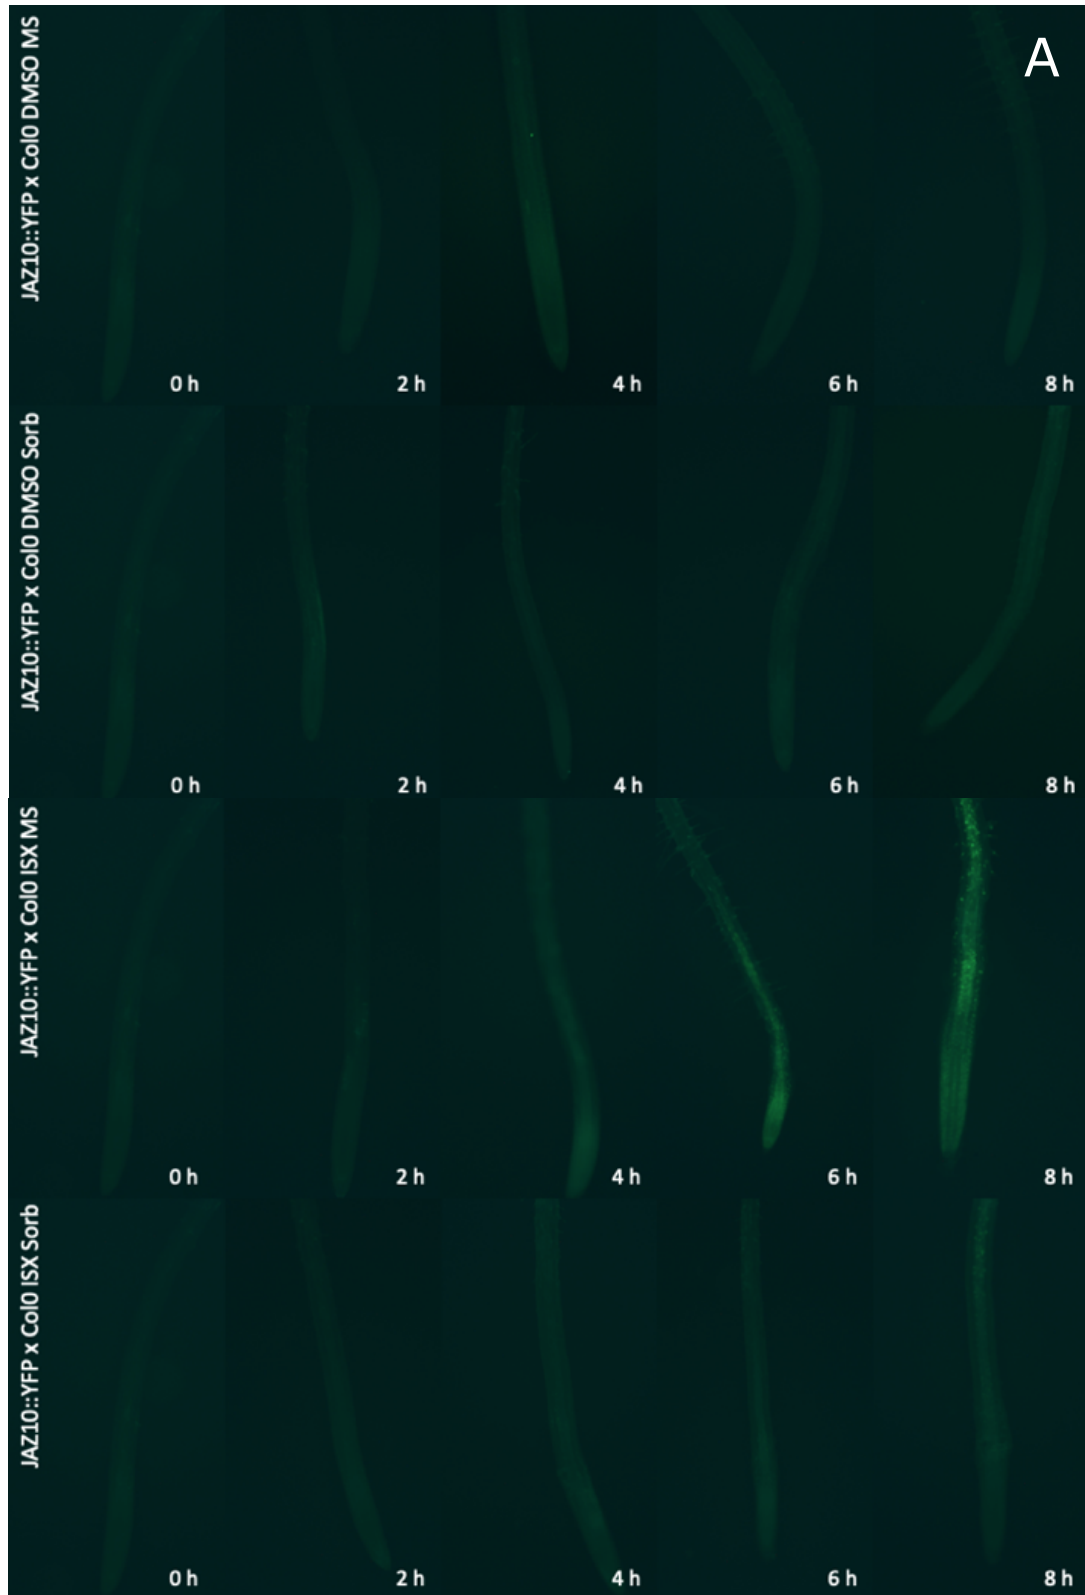 A
JAZ10::YFP x Col0 DMSO MS
0 h
2 h
4 h
6 h
8 h
JAZ10::YFP x Col0 DMSO Sorb
0 h
2 h
4 h
6 h
8 h
JAZ10::YFP x Col0 ISX MS
0 h
2 h
4 h
6 h
8 h
JAZ10::YFP x Col0 ISX Sorb
0 h
2 h
4 h
6 h
8 h